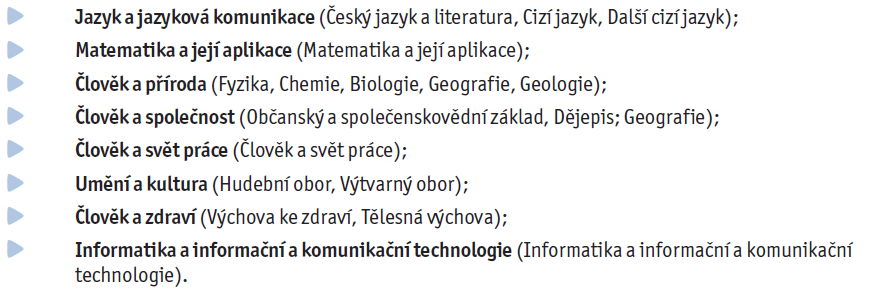 Jazyk a jazyková komunikace (Český jazyk a literatura, Cizí jazyk, Další cizí jazyk);
Matematika a její aplikace (Matematika a její aplikace);
Člověk a příroda (Fyzika, Chemie, Biologie, Geografie, Geologie);
Člověk a společnost (Občanský a společenskovědní základ, Dějepis; Geografie);
Člověk a svět práce (Člověk a svět práce);
Umění a kultura (Hudební obor, Výtvarný obor);
Člověk a zdraví (Výchova ke zdraví, Tělesná výchova);
Informatika a informační a komunikační technologie (Informatika a informační a komunikační
technologie).